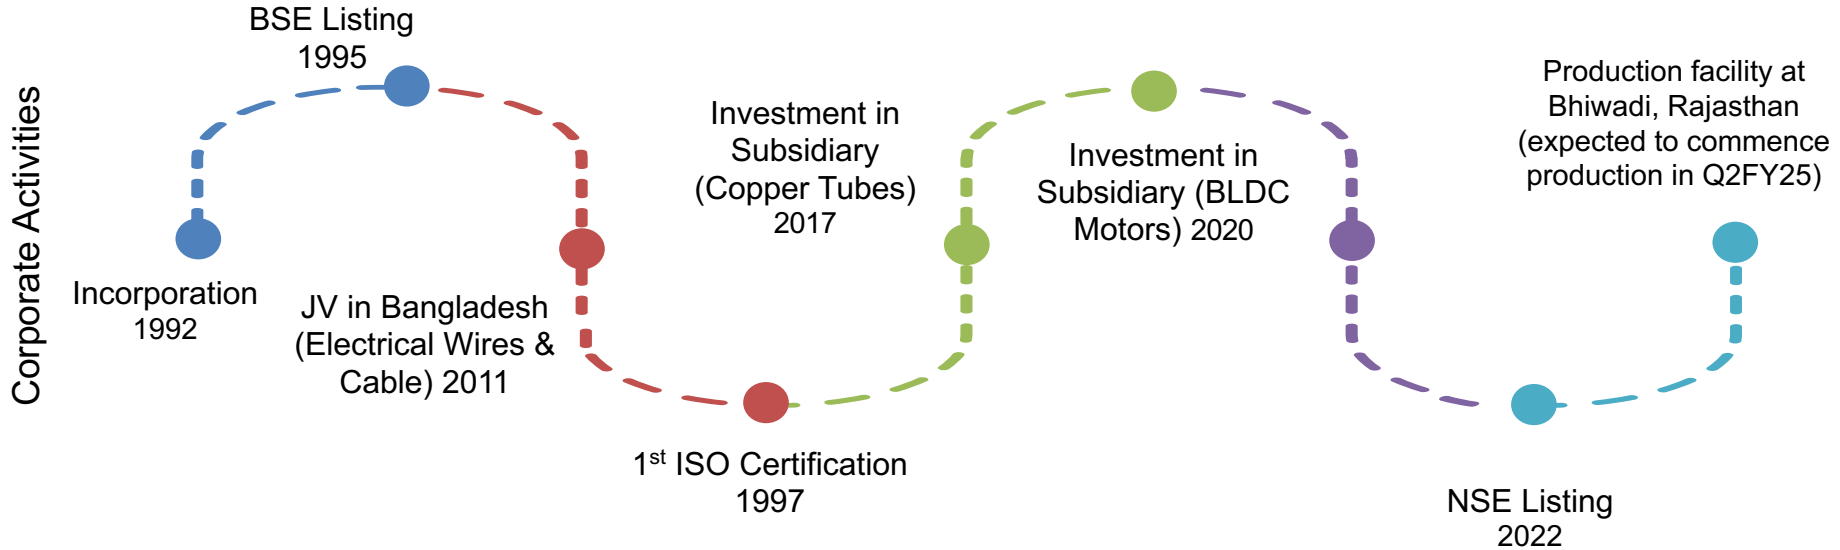 Corporate Activities
BSE Listing
1995
Incorporation
1992
JV in Bangladesh
(Electrical Wires &
Cable) 2011
1st ISO Certification
1997
Investment in
Subsidiary
(Copper Tubes)
2017
Investment in
Subsidiary (BLDC
Motors) 2020
NSE Listing
2022
Production facility at
Bhiwadi, Rajasthan
(expected to commence
production in Q2FY25)